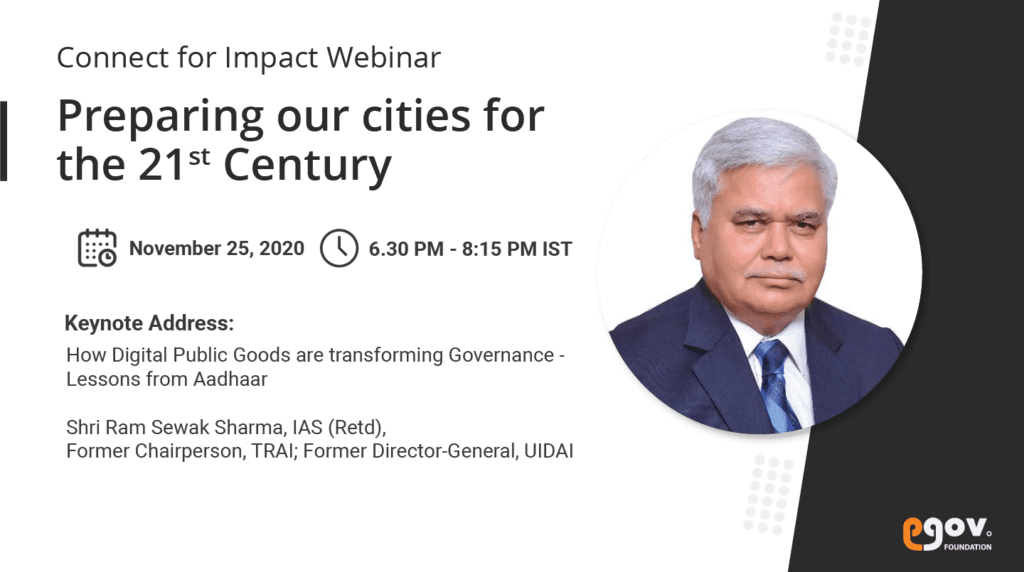 Connect for Impact Webinar
Preparing our cities for
the 21st Century
November 25, 2020 6.30 PM - 8:15 PM IST
Keynote Address:
How Digital Public Goods are transforming Governance -
Lessons from Aadhaar
Shri Ram Sewak Sharma, IAS (Retd),
Former Chairperson, TRAI; Former Director-General, UIDAI
egov.
FOUNDATION